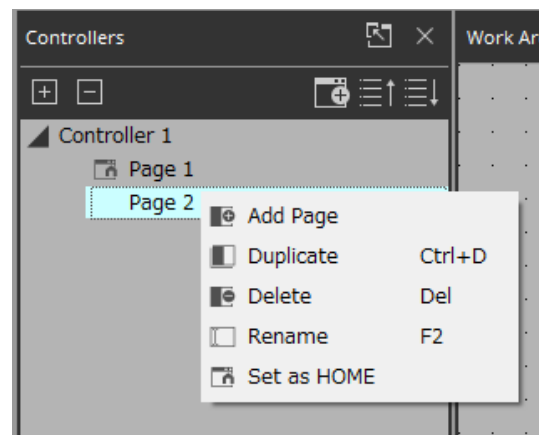 Controllers
Work Ar
Controller 1
Page 1
Page 2
Add Page
Duplicate Ctrl+D
Delete Del
Rename F2
Set as HOME